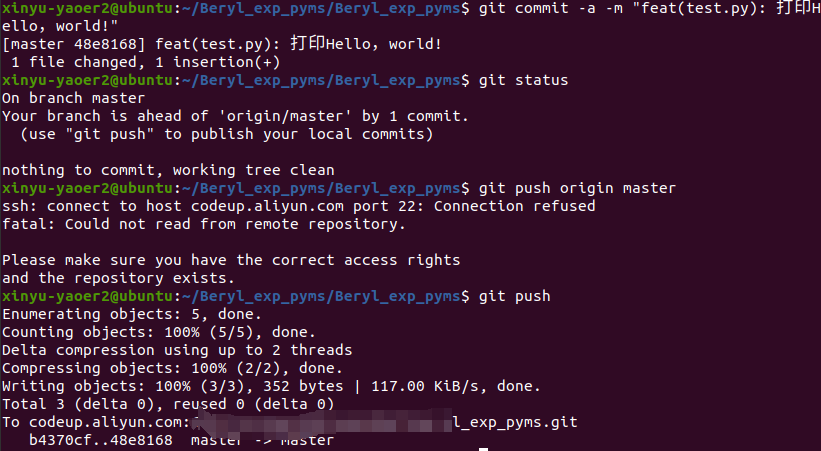 xinyu-yaoer2@ubuntu:~/Beryl_exp_pyms/Beryl_exp_pyms$ git commit -a -m "feat(test.py): 打印H
ello，world!"
[master 48e8168] feat(test.py): 打印Hello，world!
 1 file changed, 1 insertion(+)
xinyu-yaoer2@ubuntu:~/Beryl_exp_pyms/Beryl_exp_pyms$ git status
On branch master
Your branch is ahead of 'origin/master' by 1 commit.
  (use "git push" to publish your local commits)
nothing to commit, working tree clean
xinyu-yaoer2@ubuntu:~/Beryl_exp_pyms/Beryl_exp_pyms$ git push origin master
ssh: connect to host codeup.aliyun.com port 22: Connection refused
fatal: Could not read from remote repository.
Please make sure you have the correct access rights
and the repository exists.
xinyu-yaoer2@ubuntu:~/Beryl_exp_pyms/Beryl_exp_pyms$ git push
Enumerating objects: 5, done.
Counting objects: 100% (5/5), done.
Delta compression using up to 2 threads
Compressing objects: 100% (2/2), done.
Writing objects: 100% (3/3), 352 bytes | 117.00 KiB/s, done.
Total 3 (delta 0), reused 0 (delta 0)
To codeup.aliyun.com: l_exp_pyms.git
   b4370cf..48e8168  master -> master